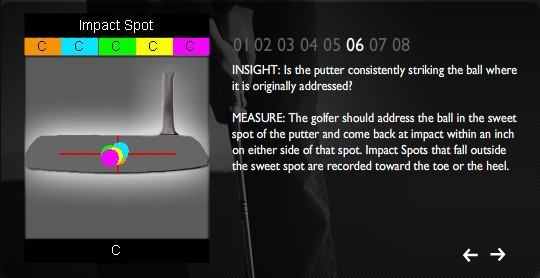 Impact Spot
C C C C C
C
01 02 03 04 05 06 07 08
INSIGHT: Is the putter consistently striking the ball where
it is originally addressed?
MEASURE: The golfer should address the ball in the sweet
spot of the putter and come back at impact within an inch
on either side of that spot. Impact Spots that fall outside
the sweet spot are recorded toward the toe or the heel.